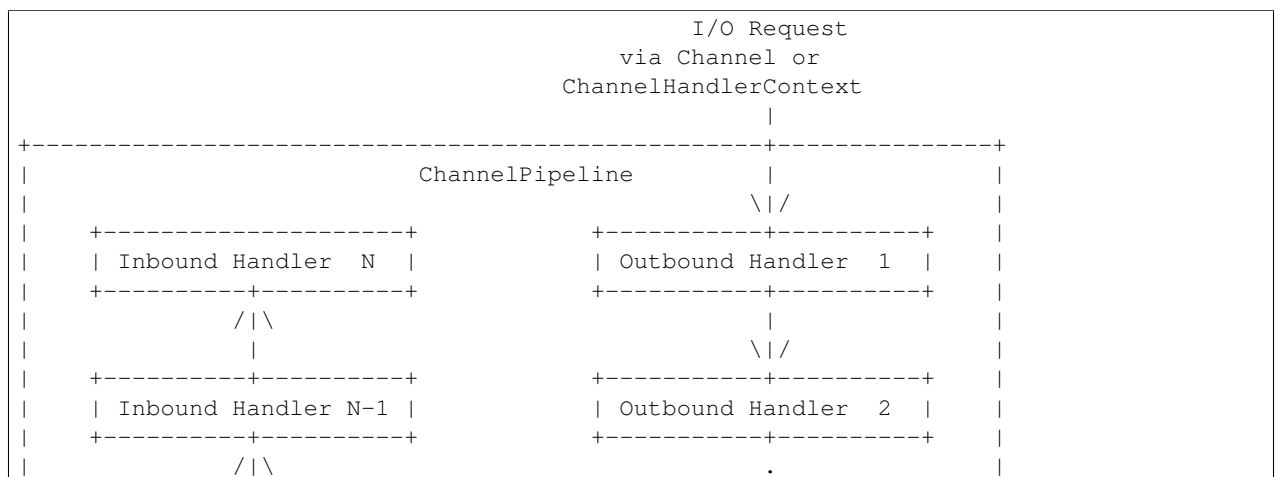 I/O Request
                                           via Channel or
                                       ChannelHandlerContext
                                                     |
+---------------------------------------------------+---------------+
|                           ChannelPipeline         |               |
|                                                  \|/              |
|    +---------------------+            +-----------+----------+    |
|    | Inbound Handler  N  |            | Outbound Handler  1  |    |
|    +----------+----------+            +-----------+----------+    |
|              /|\                                  |               |
|               |                                  \|/              |
|    +----------+----------+            +-----------+----------+    |
|    | Inbound Handler N-1 |            | Outbound Handler  2  |    |
|    +----------+----------+            +-----------+----------+    |
|              /|\                                  .               |